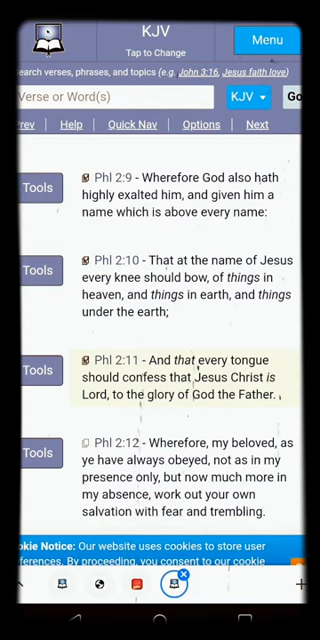 KJV
Tap to Change
Menu
earch verses, phrases, and topics (e.g. John 3:16, Jesus faith love)
Verse or Word(s)
KJV
Go
Prev Help Quick Nav Options Next
Tools
Phl 2:9 - Wherefore God also hath
highly exalted him, and given him a
name which is above every name:
Tools
Phl 2:10 - That at the name of Jesus
every knee should bow, of things in
heaven, and things in earth, and things
under the earth;
Tools
Phl 2:11 - And that every tongue
should confess that Jesus Christ is
Lord, to the glory of God the Father.
Tools
Phl 2:12 - Wherefore, my beloved, as
ye have always obeyed, not as in my
presence only, but now much more in
my absence, work out your own
salvation with fear and trembling.
okie Notice: Our website uses cookies to store user
ferences. By proceeding, you consent to our cookie